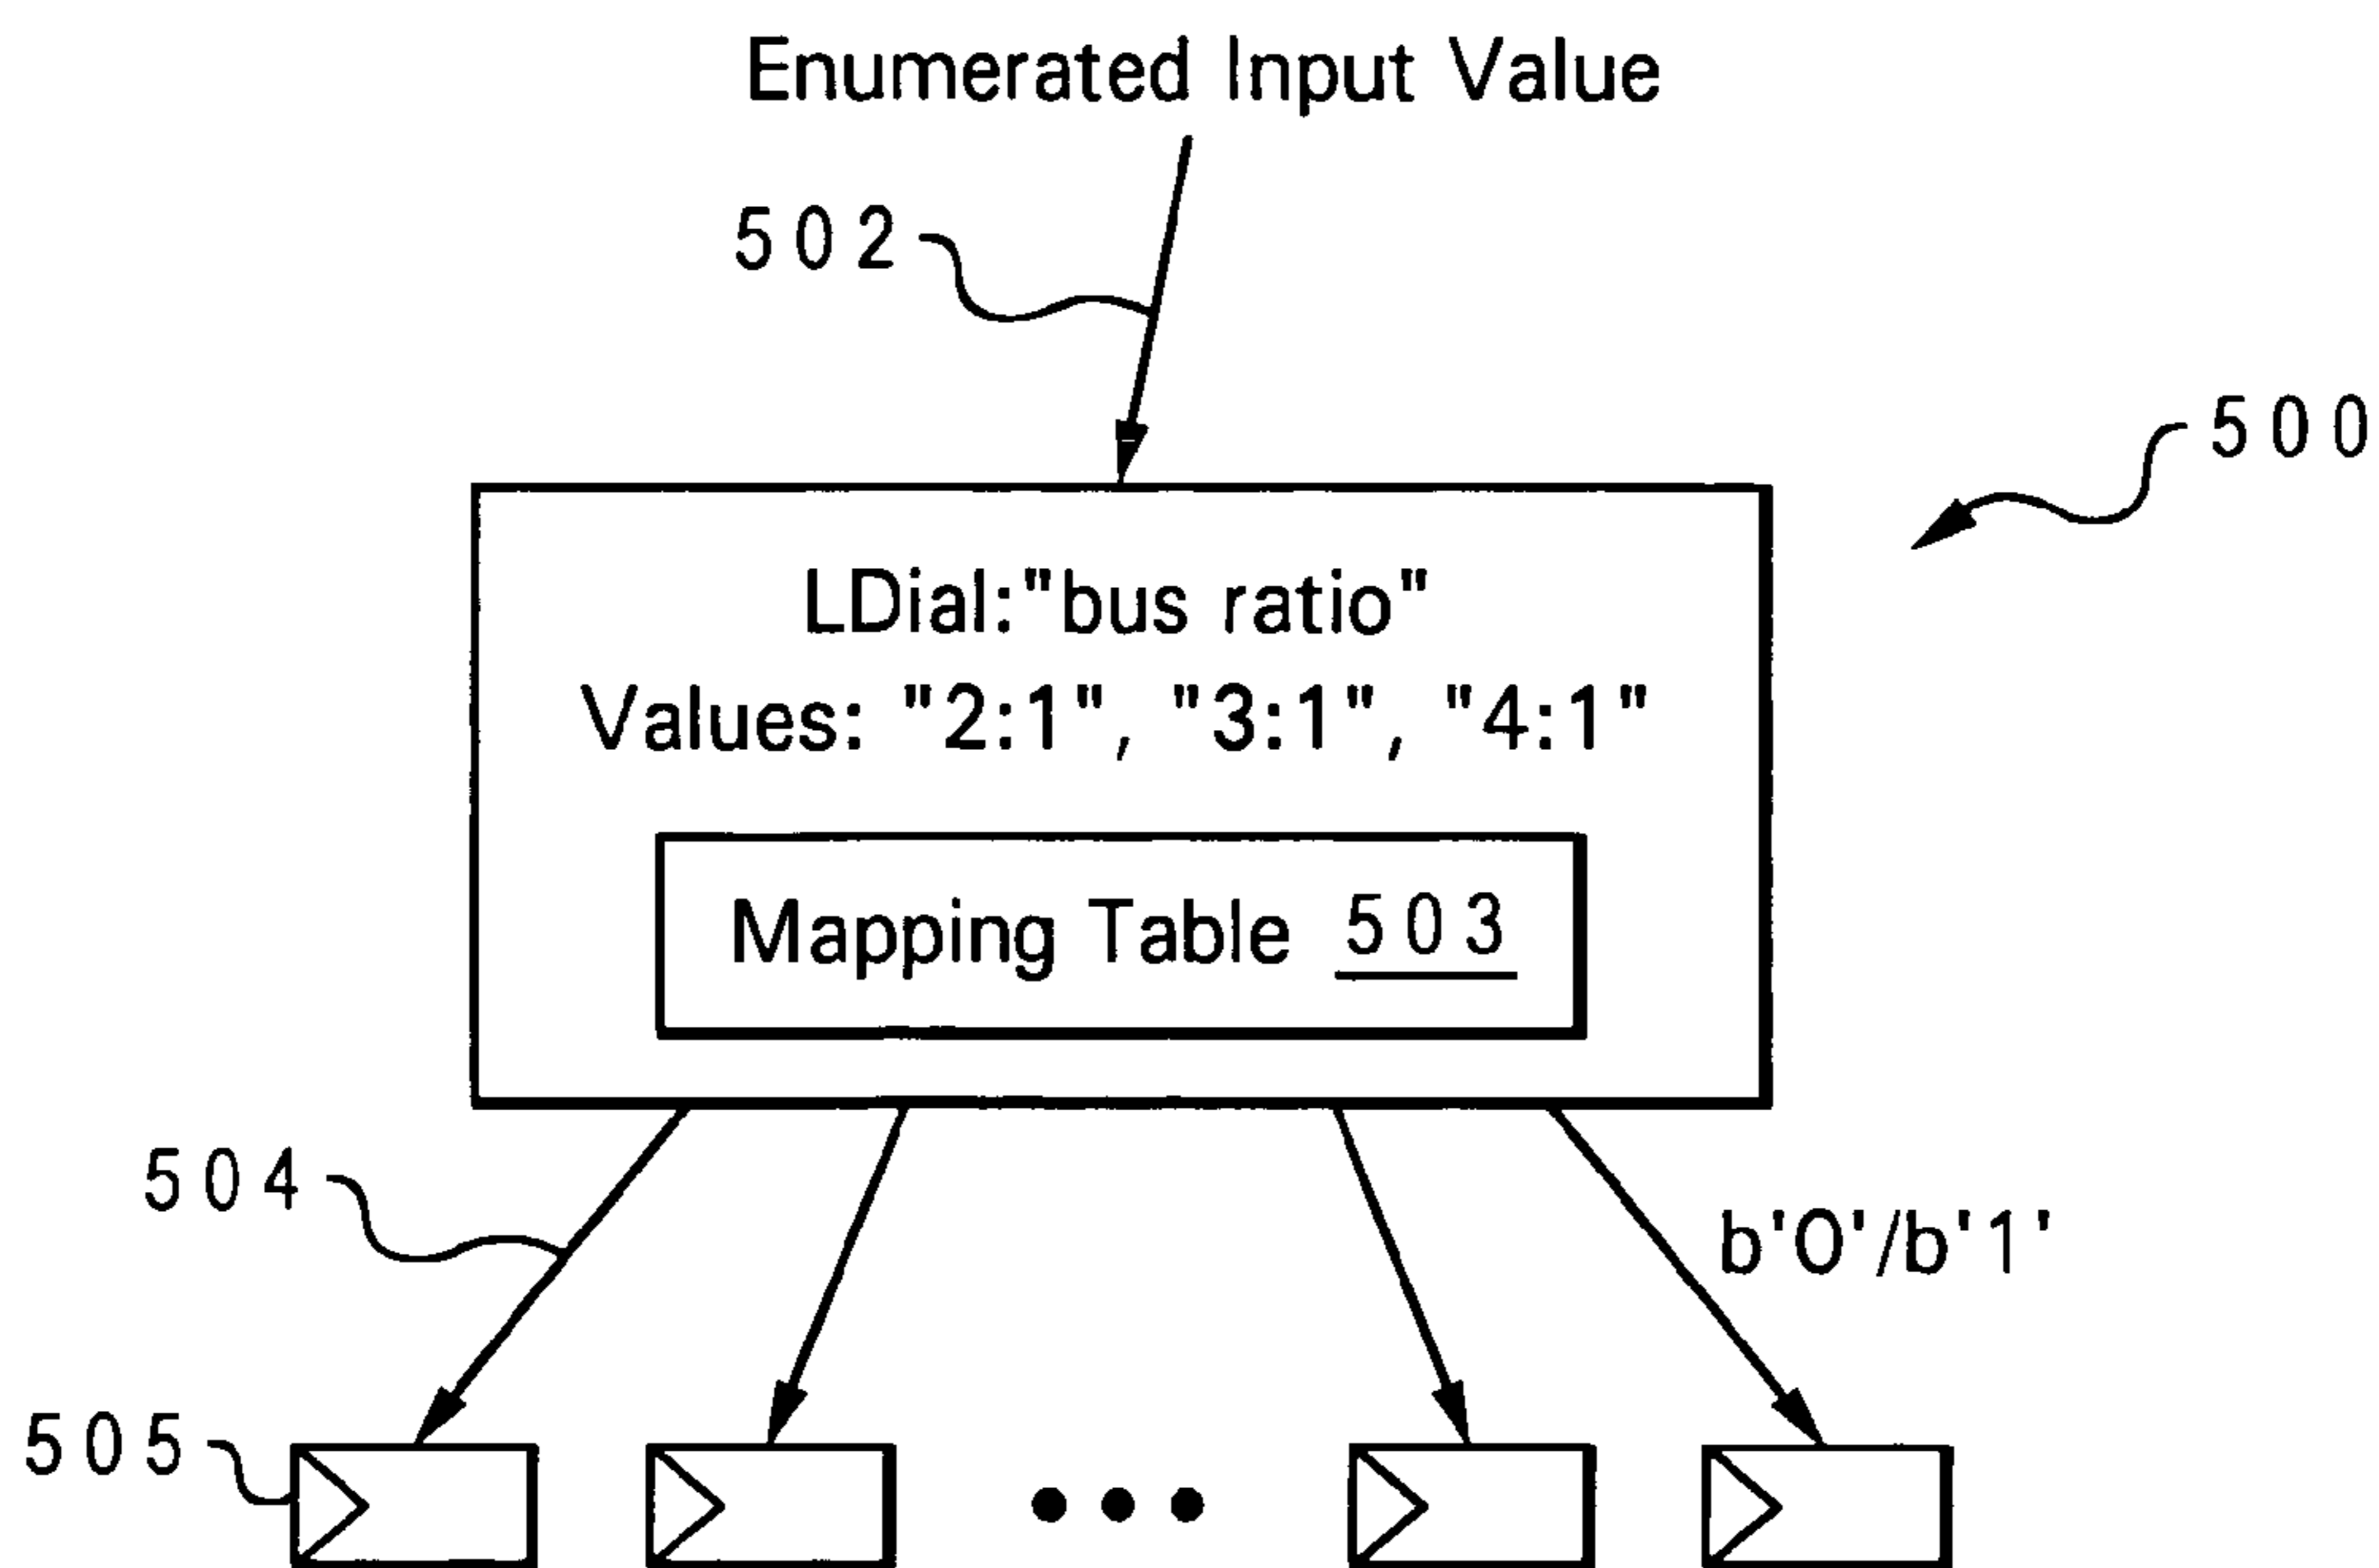 Enumerated Input Value
502
500
LDial:"bus ratio"
Values: "2:1", "3:1", "4:1"
Mapping Table 503
504
b'0'/b'1'
505